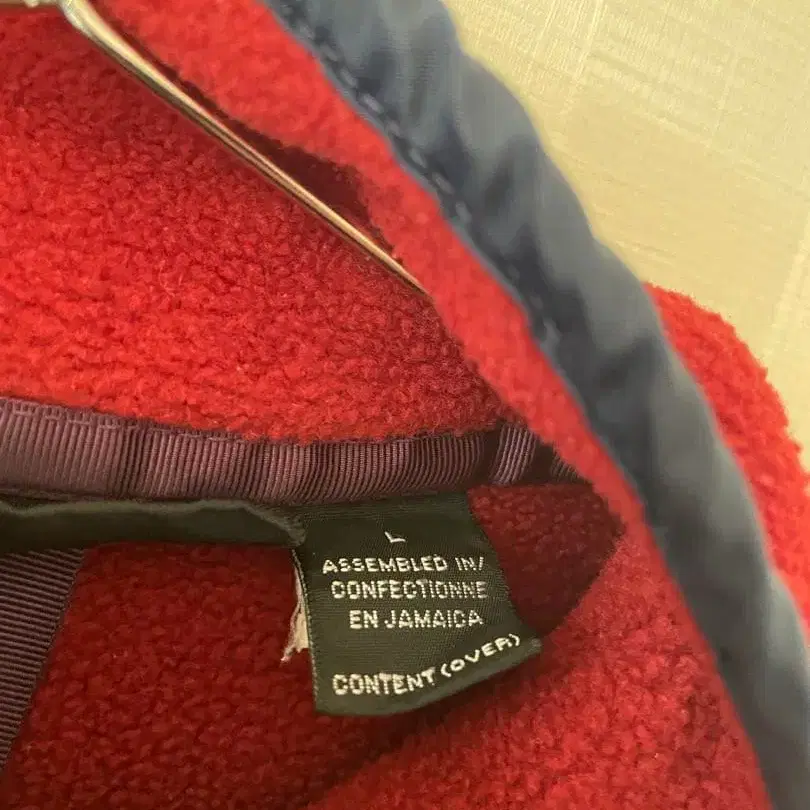 L
ASSEMBLED IN/
CONFECTIONNE
EN JAMAICA
CONTENT (OVER)